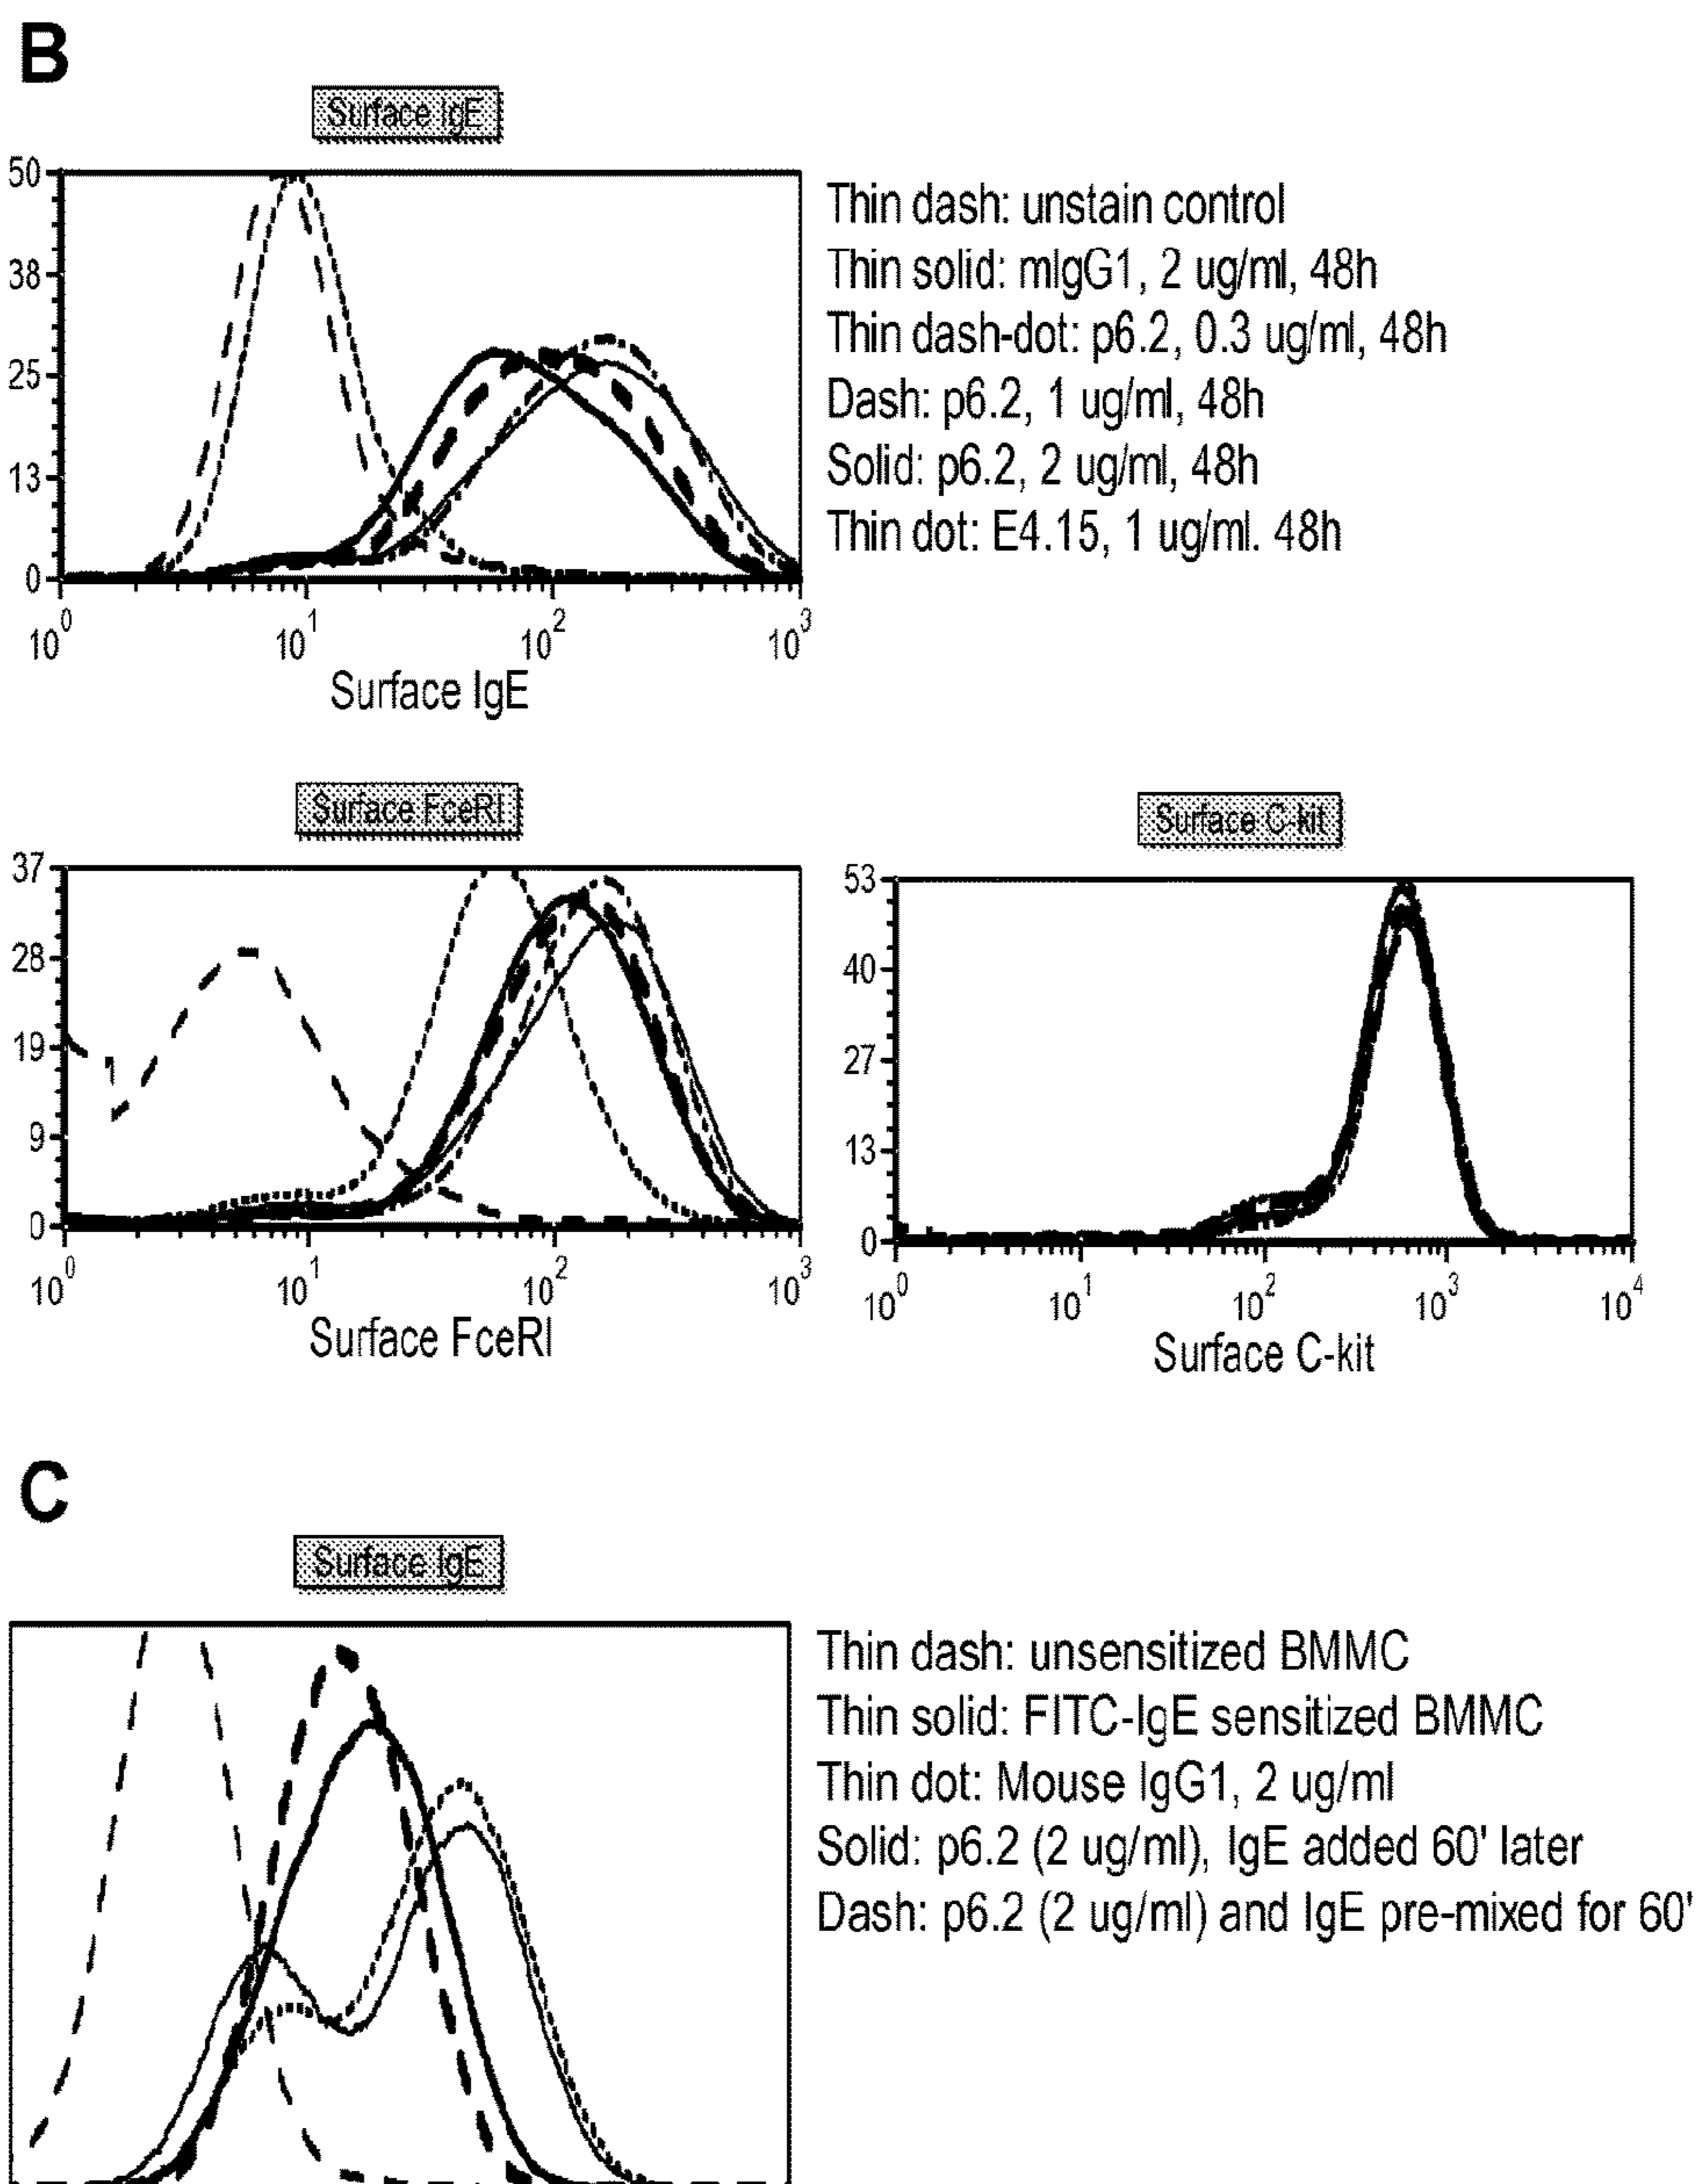 B
Surface IgE
50
38
25
13
0
10^0 10^1 10^2 10^3
Surface IgE
Thin dash: unstain control
Thin solid: mIgG1, 2 ug/ml, 48h
Thin dash-dot: p6.2, 0.3 ug/ml, 48h
Dash: p6.2, 1 ug/ml, 48h
Solid: p6.2, 2 ug/ml, 48h
Thin dot: E4.15, 1 ug/ml. 48h
Surface FceRI
37
28
19
9
0
10^0 10^1 10^2 10^3
Surface FceRI
Surface C-kit
53
40
27
13
0
10^0 10^1 10^2 10^3 10^4
Surface C-kit
C
Surface IgE
Thin dash: unsensitized BMMC
Thin solid: FITC-IgE sensitized BMMC
Thin dot: Mouse IgG1, 2 ug/ml
Solid: p6.2 (2 ug/ml), IgE added 60' later
Dash: p6.2 (2 ug/ml) and IgE pre-mixed for 60'